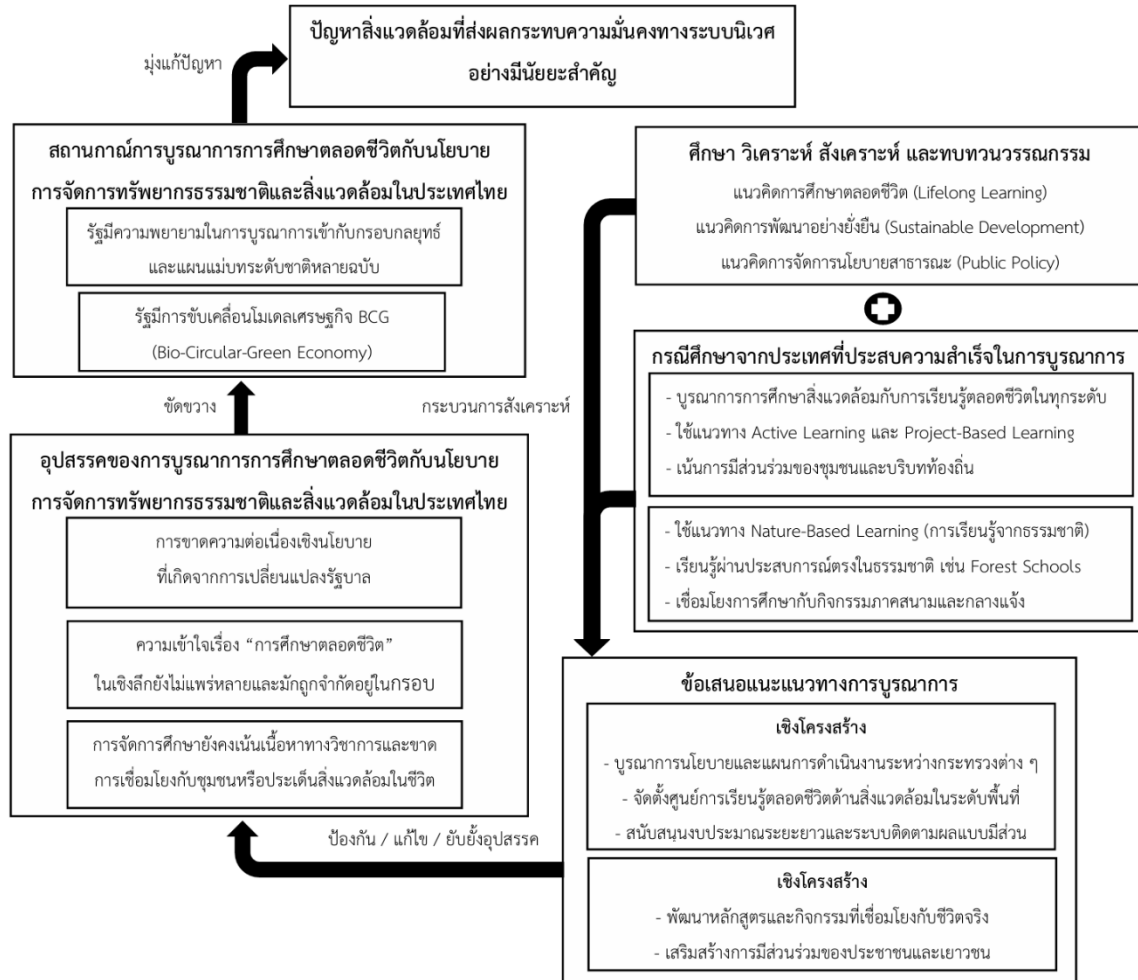 ปัญหาสิ่งแวดล้อมที่ส่งผลกระทบความมั่นคงทางระบบนิเวศ
อย่างมีนัยยะสำคัญ
มุ่งแก้ปัญหา
สถานกาณ์การบูรณาการการศึกษาตลอดชีวิตกับนโยบาย
การจัดการทรัพยากรธรรมชาติและสิ่งแวดล้อมในประเทศไทย
รัฐมีความพยายามในการบูรณาการเข้ากับกรอบกลยุทธ์
และแผนแม่บทระดับชาติหลายฉบับ
รัฐมีการขับเคลื่อนโมเดลเศรษฐกิจ BCG
(Bio-Circular-Green Economy)
ขัดขวาง
กระบวนการสังเคราะห์
อุปสรรคของการบูรณาการการศึกษาตลอดชีวิตกับนโยบาย
การจัดการทรัพยากรธรรมชาติและสิ่งแวดล้อมในประเทศไทย
การขาดความต่อเนื่องเชิงนโยบาย
ที่เกิดจากการเปลี่ยนแปลงรัฐบาล
ความเข้าใจเรื่อง “การศึกษาตลอดชีวิต”
ในเชิงลึกยังไม่แพร่หลายและมักถูกจำกัดอยู่ในกรอบ
การจัดการศึกษายังคงเน้นเนื้อหาทางวิชาการและขาด
การเชื่อมโยงกับชุมชนหรือประเด็นสิ่งแวดล้อมในชีวิต
ป้องกัน / แก้ไข / ยับยั้งอุปสรรค
ศึกษา วิเคราะห์ สังเคราะห์ และทบทวนวรรณกรรม
แนวคิดการศึกษาตลอดชีวิต (Lifelong Learning)
แนวคิดการพัฒนาอย่างยั่งยืน (Sustainable Development)
แนวคิดการจัดการนโยบายสาธารณะ (Public Policy)
กรณีศึกษาจากประเทศที่ประสบความสำเร็จในการบูรณาการ
- บูรณาการการศึกษาสิ่งแวดล้อมกับการเรียนรู้ตลอดชีวิตในทุกระดับ
- ใช้แนวทาง Active Learning และ Project-Based Learning
- เน้นการมีส่วนร่วมของชุมชนและบริบทท้องถิ่น
- ใช้แนวทาง Nature-Based Learning (การเรียนรู้จากธรรมชาติ)
- เรียนรู้ผ่านประสบการณ์ตรงในธรรมชาติ เช่น Forest Schools
- เชื่อมโยงการศึกษากับกิจกรรมภาคสนามและกลางแจ้ง
ข้อเสนอแนะแนวทางการบูรณาการ
เชิงโครงสร้าง
- บูรณาการนโยบายและแผนการดำเนินงานระหว่างกระทรวงต่าง ๆ
- จัดตั้งศูนย์การเรียนรู้ตลอดชีวิตด้านสิ่งแวดล้อมในระดับพื้นที่
- สนับสนุนงบประมาณระยะยาวและระบบติดตามผลแบบมีส่วน
เชิงโครงสร้าง
- พัฒนาหลักสูตรและกิจกรรมที่เชื่อมโยงกับชีวิตจริง
- เสริมสร้างการมีส่วนร่วมของประชาชนและเยาวชน